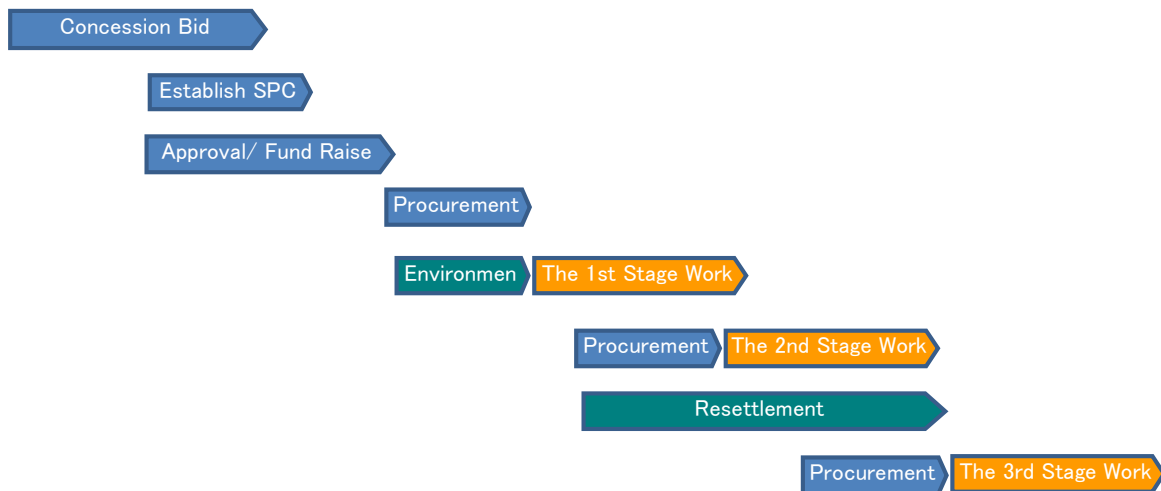 Concession Bid
Establish SPC
Approval/ Fund Raise
Procurement
Environmen
The 1st Stage Work
Procurement
The 2nd Stage Work
Resettlement
Procurement
The 3rd Stage Work